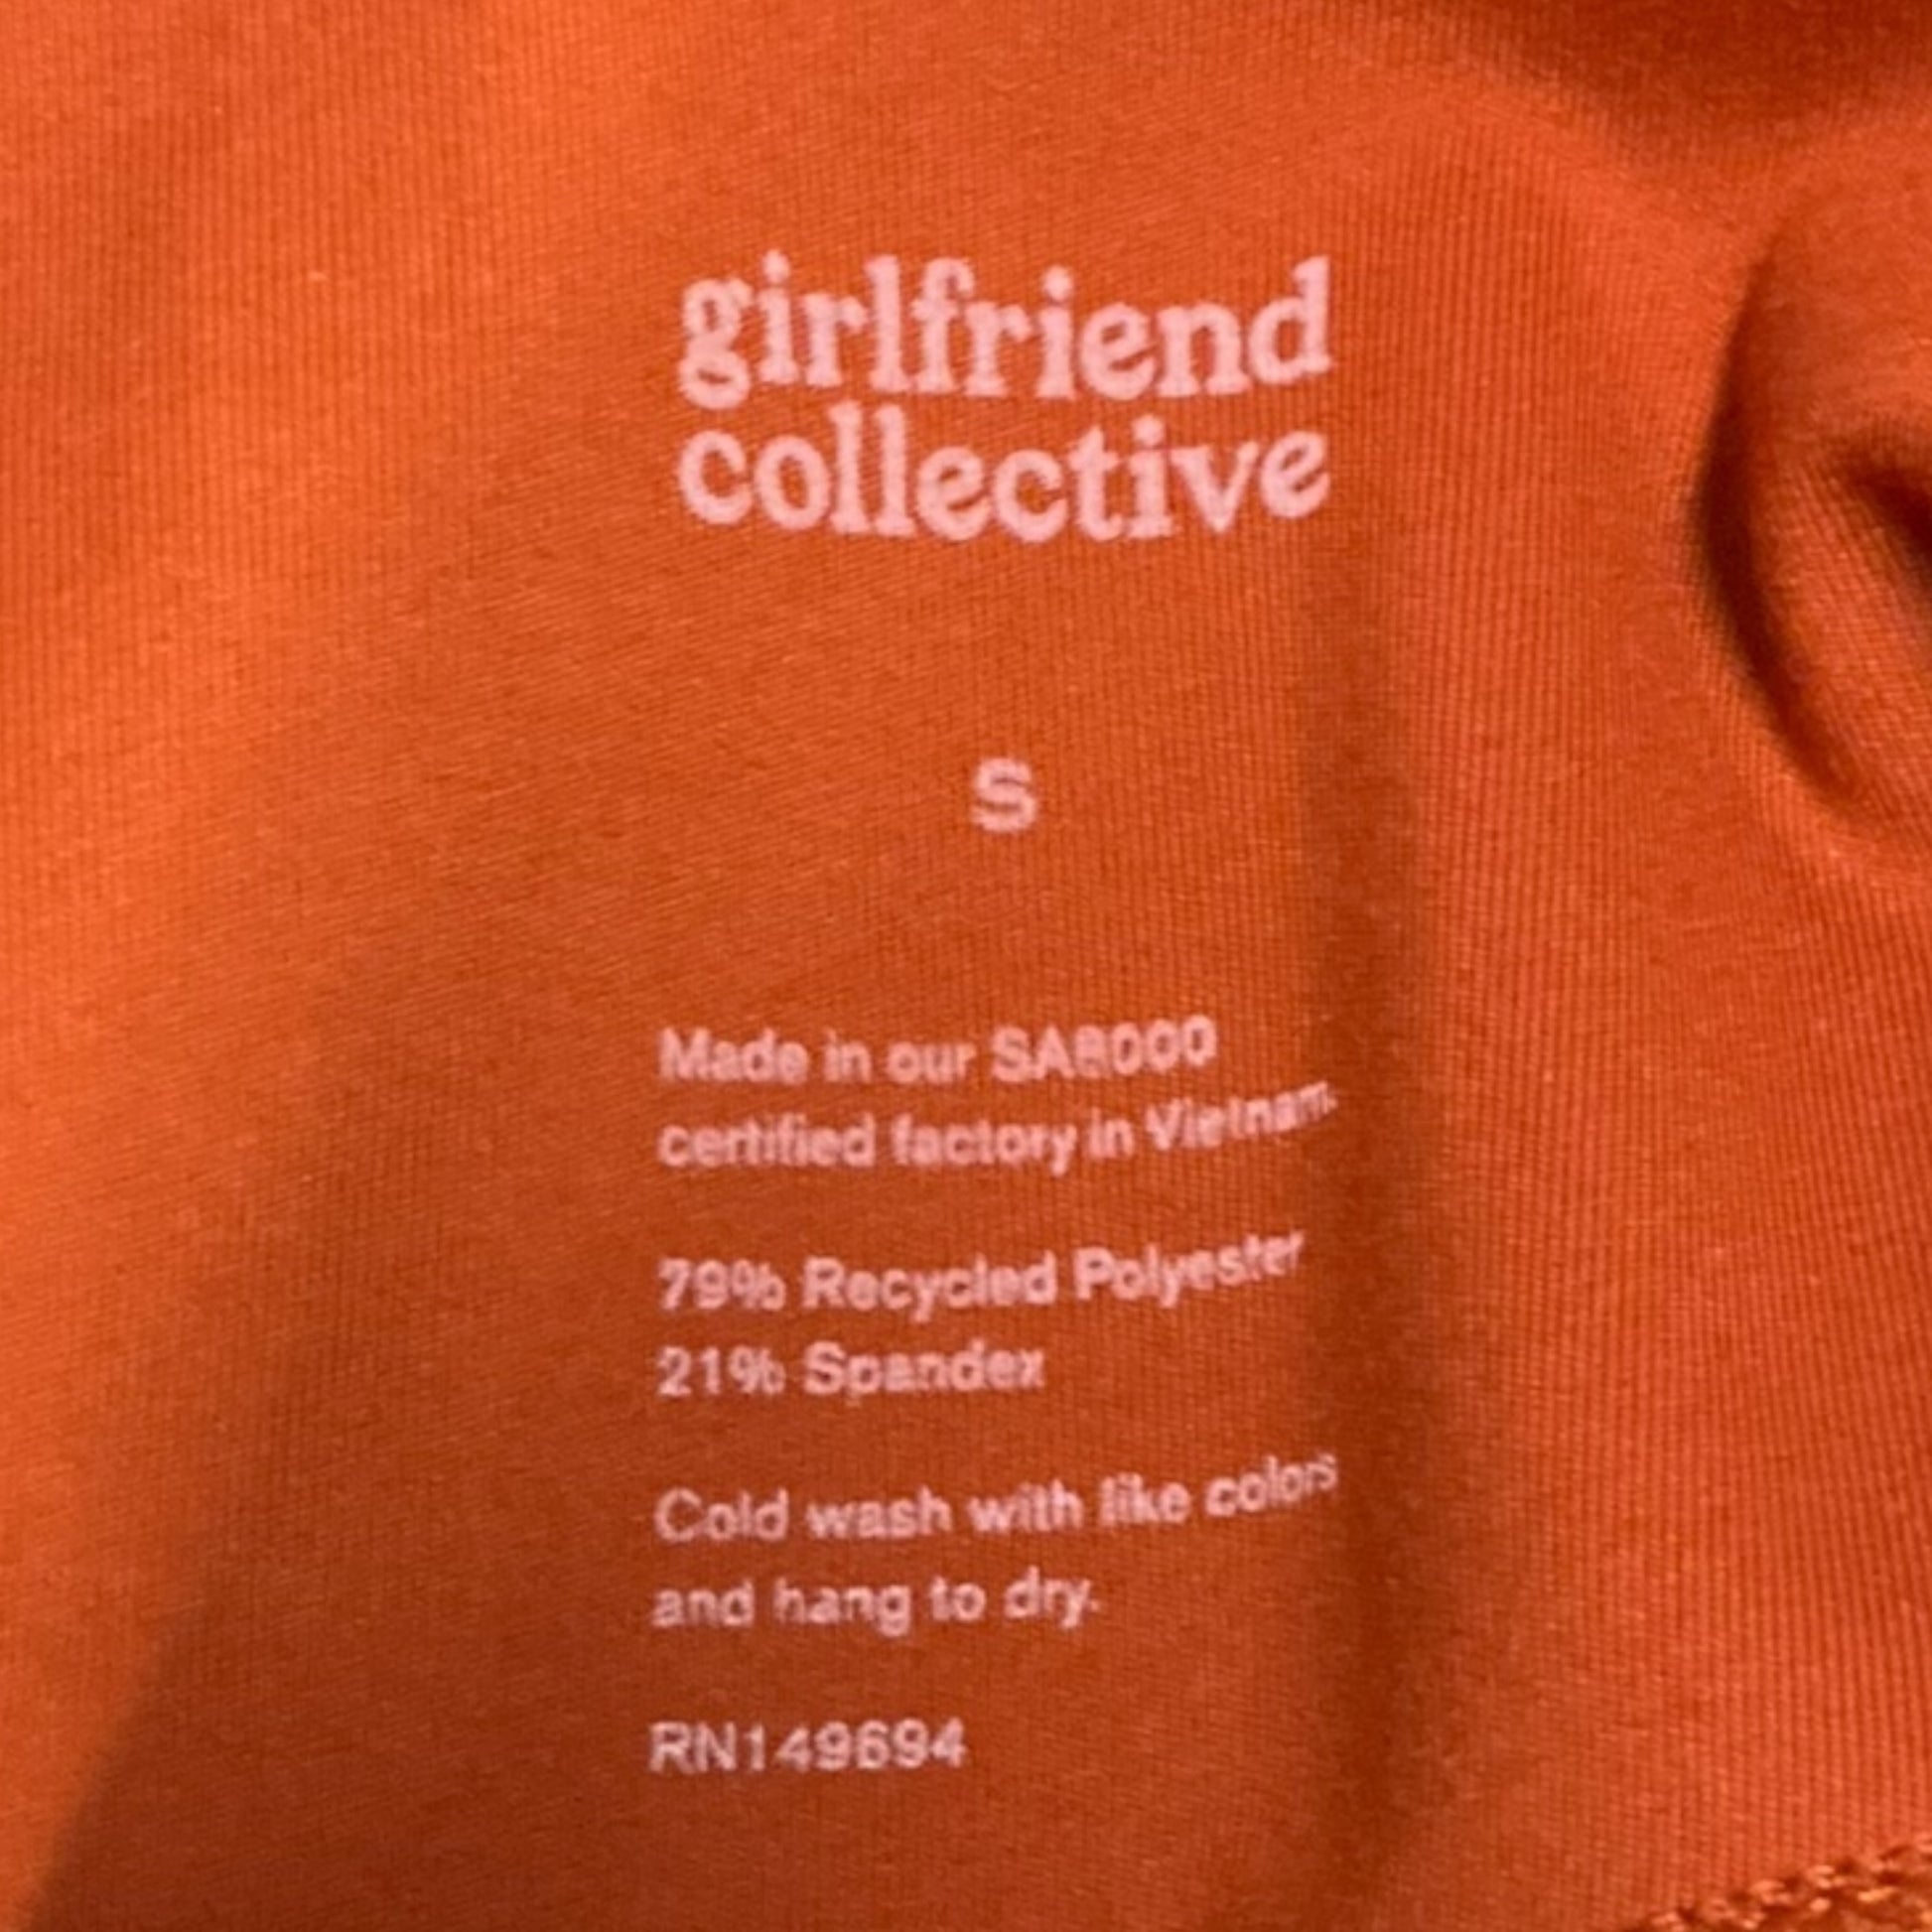 girlfriend
collective
S
Made in our SA8000
certified factory in Vietnam.
79% Recycled Polyester
21% Spandex
Cold wash with like colors
and hang to dry.
RN149694